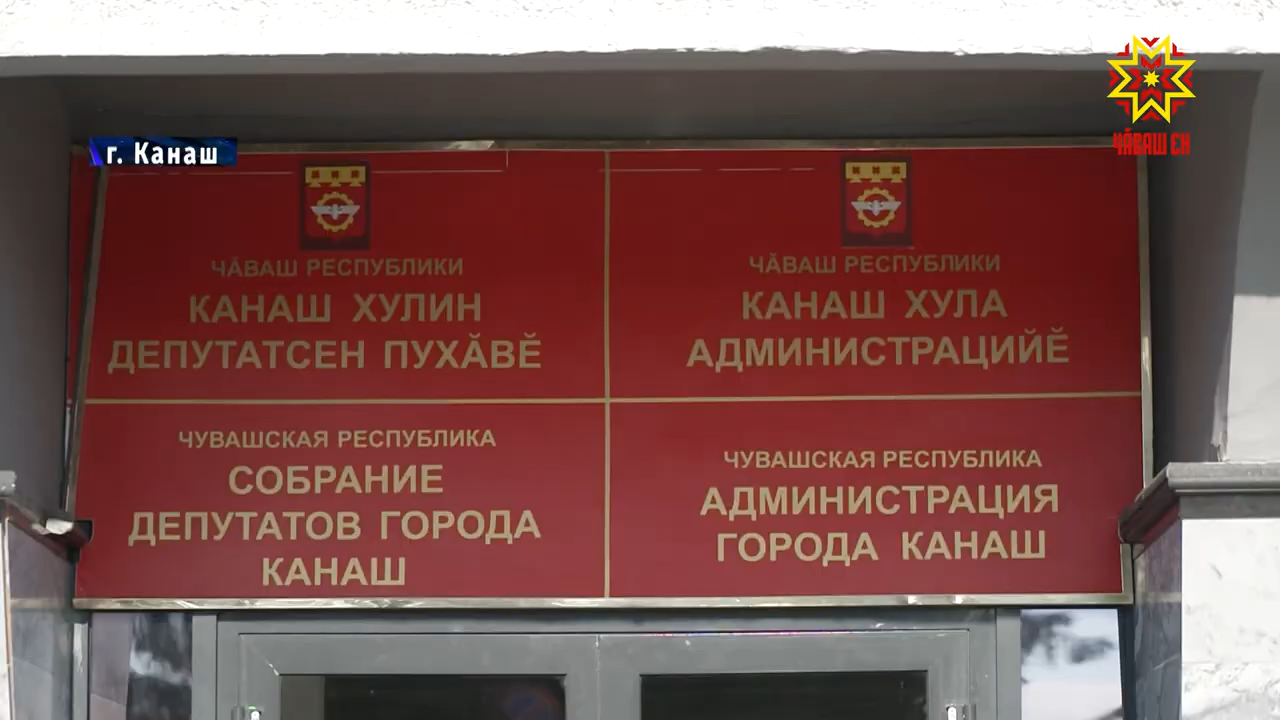 г. Канаш
ЧӐВАШ ЕН
ЧӐВАШ РЕСПУБЛИКИ
КАНАШ ХУЛИН
ДЕПУТАТСЕН ПУХӐВӖ
ЧӐВАШ РЕСПУБЛИКИ
КАНАШ ХУЛА
АДМИНИСТРАЦИЙӖ
ЧУВАШСКАЯ РЕСПУБЛИКА
СОБРАНИЕ
ДЕПУТАТОВ ГОРОДА
КАНАШ
ЧУВАШСКАЯ РЕСПУБЛИКА
АДМИНИСТРАЦИЯ
ГОРОДА КАНАШ